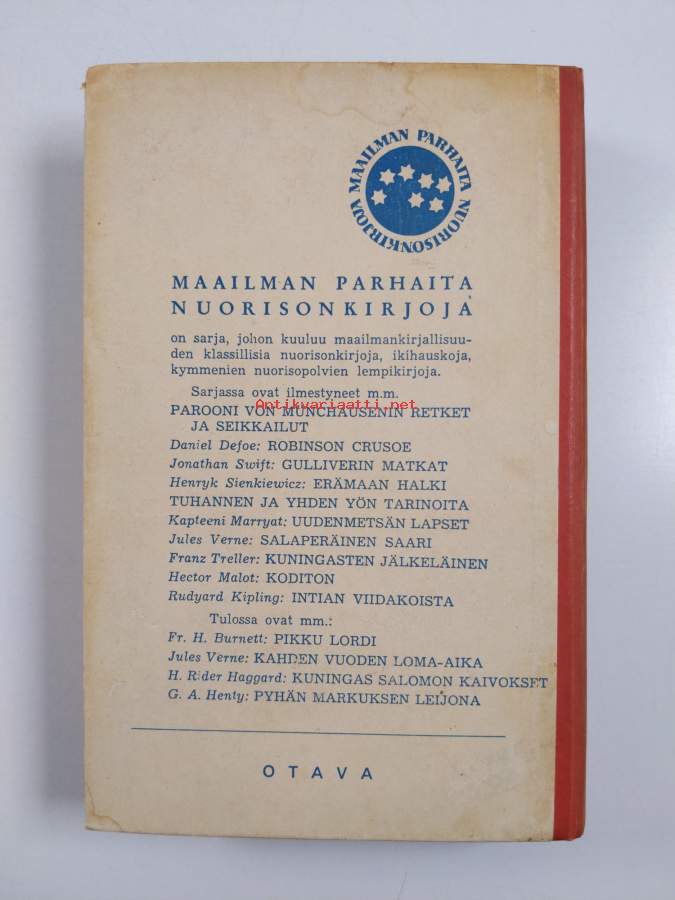 MAAILMAN PARHAITA NUORISONKIRJOJA
MAAILMAN PARHAITA
NUORISONKIRJOJA
on sarja, johon kuuluu maailmankirjallisuu-
den klassillisia nuorisonkirjoja, ikihauskoja,
kymmenien nuorisopolvien lempikirjoja.
Sarjassa ovat ilmestyneet m.m.
Antikvariaatti.net
PAROONI VON MÜNCHAUSENIN RETKET
JA SEIKKAILUT
Daniel Defoe: ROBINSON CRUSOE
Jonathan Swift: GULLIVERIN MATKAT
Henryk Sienkiewicz: ERÄMAAN HALKI
TUHANNEN JA YHDEN YÖN TARINOITA
Kapteeni Marryat: UUDENMETSÄN LAPSET
Jules Verne: SALAPERÄINEN SAARI
Franz Treller: KUNINGASTEN JÄLKELÄINEN
Hector Malot: KODITON
Rudyard Kipling: INTIAN VIIDAKOISTA
Tulossa ovat mm.:
Fr. H. Burnett: PIKKU LORDI
Jules Verne: KAHDEN VUODEN LOMA-AIKA
H. Rider Haggard: KUNINGAS SALOMON KAIVOKSET
G. A. Henty: PYHÄN MARKUKSEN LEIJONA
OTAVA